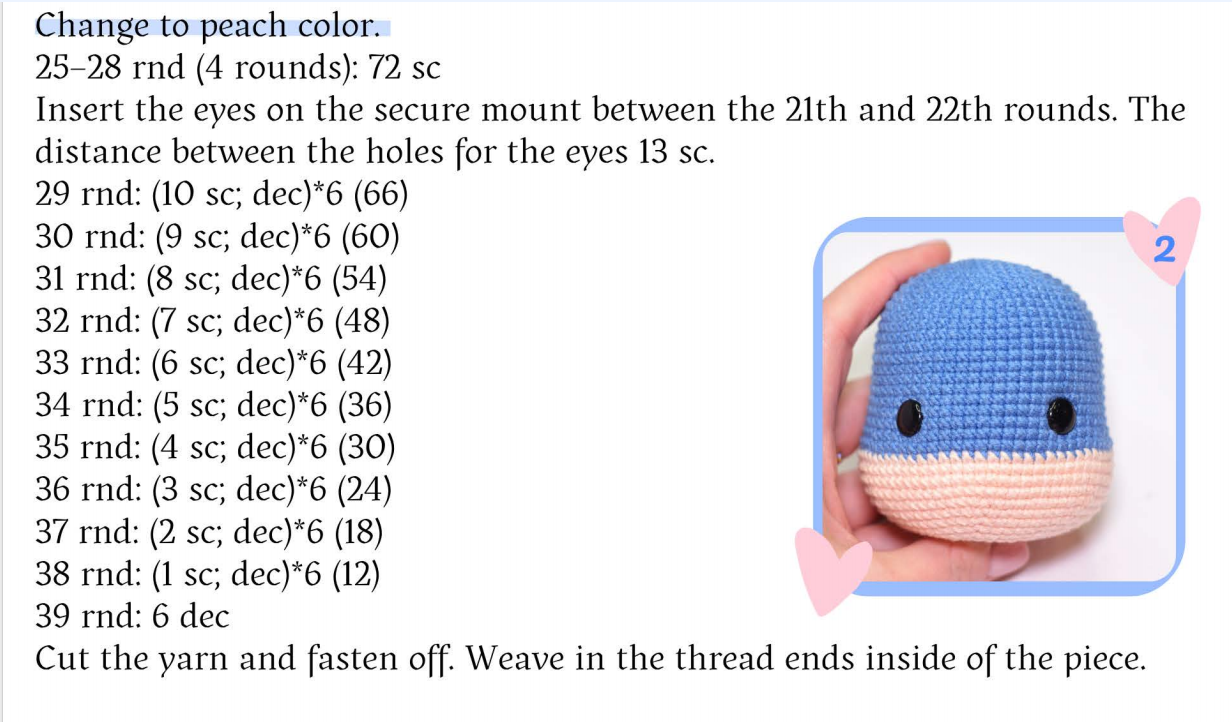 Change to peach color.
25–28 rnd (4 rounds): 72 sc
Insert the eyes on the secure mount between the 21th and 22th rounds. The
distance between the holes for the eyes 13 sc.
29 rnd: (10 sc; dec)*6 (66)
30 rnd: (9 sc; dec)*6 (60)
31 rnd: (8 sc; dec)*6 (54)
32 rnd: (7 sc; dec)*6 (48)
33 rnd: (6 sc; dec)*6 (42)
34 rnd: (5 sc; dec)*6 (36)
35 rnd: (4 sc; dec)*6 (30)
36 rnd: (3 sc; dec)*6 (24)
37 rnd: (2 sc; dec)*6 (18)
38 rnd: (1 sc; dec)*6 (12)
39 rnd: 6 dec
Cut the yarn and fasten off. Weave in the thread ends inside of the piece.
2